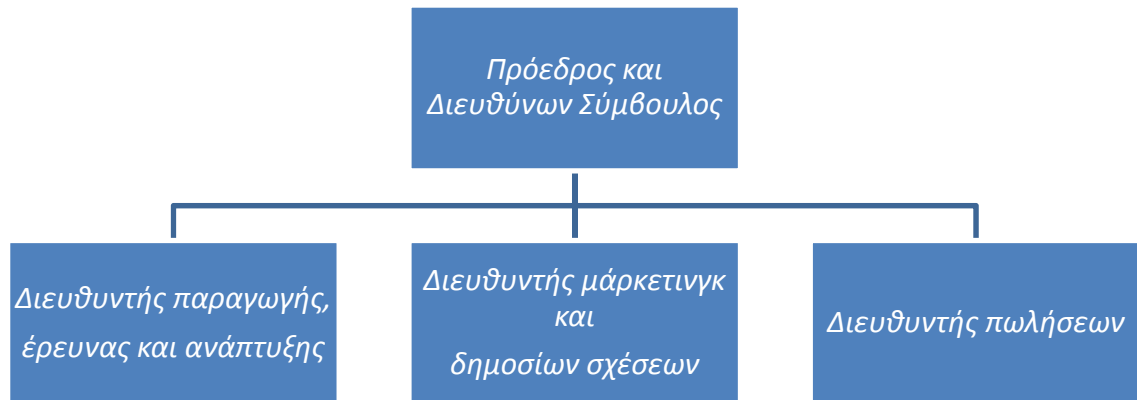 Πρόεδρος και
Διευθύνων Σύμβουλος
Διευθυντής παραγωγής,
έρευνας και ανάπτυξης
Διευθυντής μάρκετινγκ
και
δημοσίων σχέσεων
Διευθυντής πωλήσεων